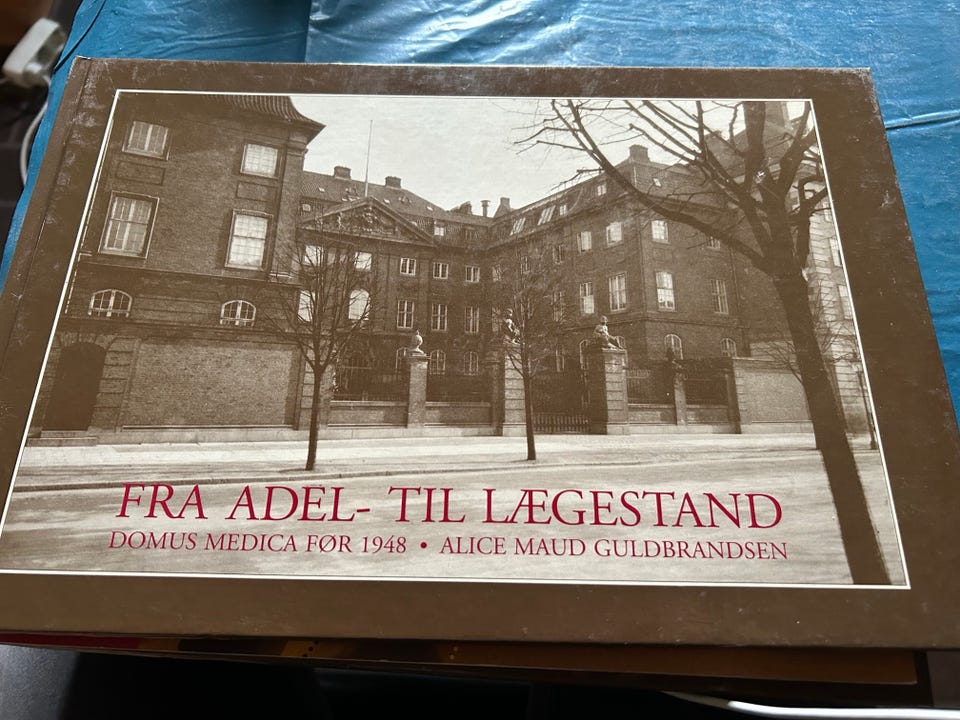 FRA ADEL- TIL LÆGESTAND
DOMUS MEDICA FØR 1948 • ALICE MAUD GULDBRANDSEN